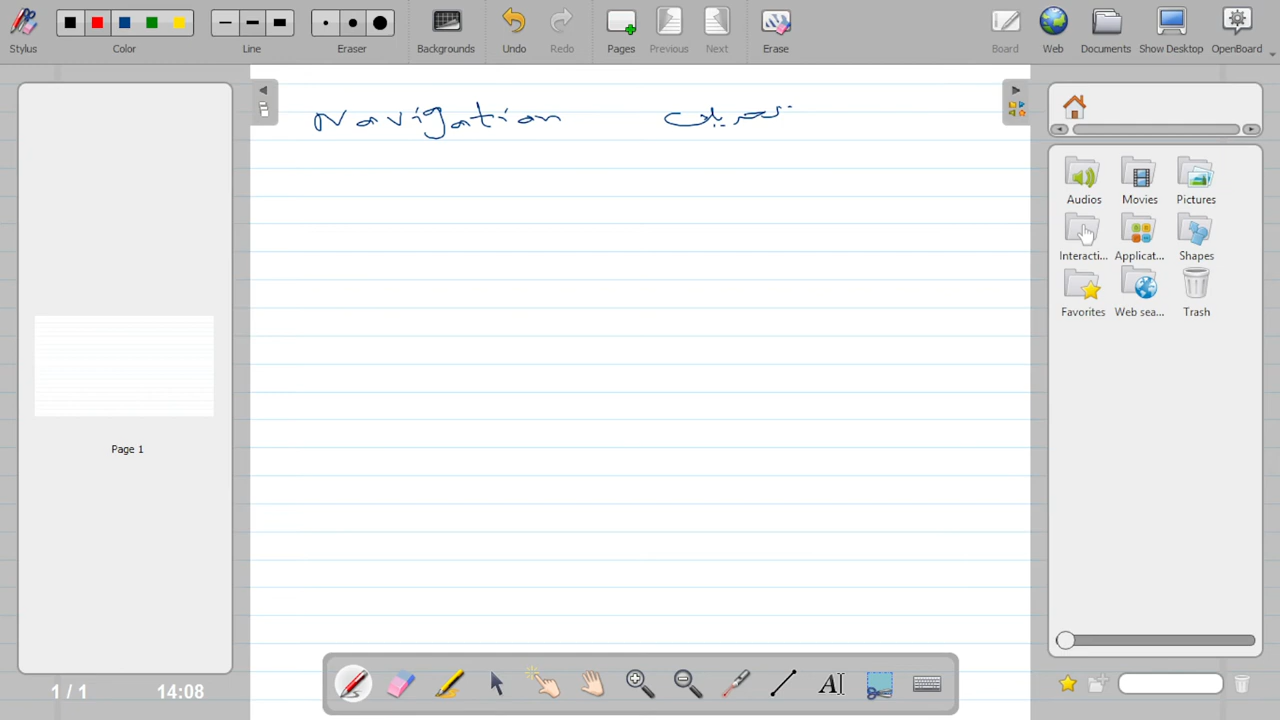 Stylus Color Line Eraser Backgrounds Undo Redo Pages Previous Next Erase Board Web Documents Show Desktop OpenBoard
Navigation
Audios Movies Pictures
Interacti... Applicat... Shapes
Favorites Web sea... Trash
Page 1
1 / 1 14:08